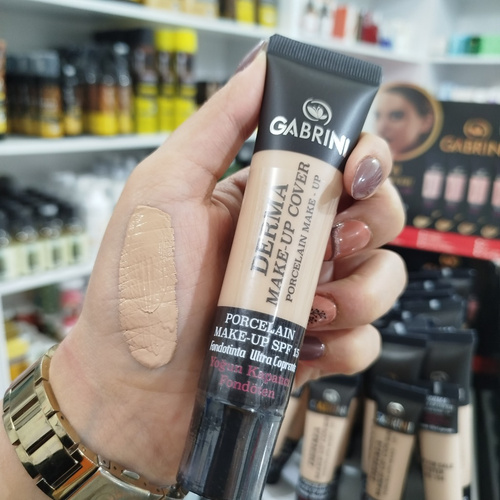 GABRINI
DERMA
MAKE-UP COVER
PORCELAIN MAKE - UP
PORCELAIN
MAKE-UP SPF 15
Fondotinta Ultra Coprente
Yoğun Kapatıcı
Fondöten
GABRINI